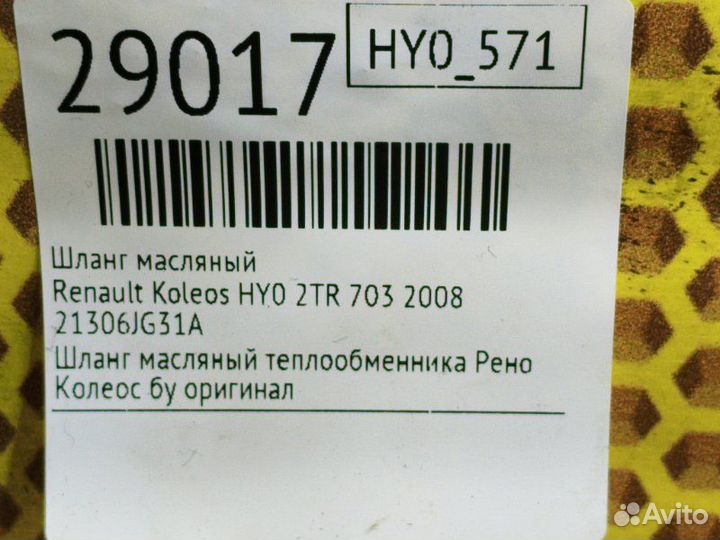 29017
HY0_571
Шланг масляный
Renault Koleos HY0 2TR 703 2008
21306JG31A
Шланг масляный теплообменника Рено
Колеос бу оригинал
Avito